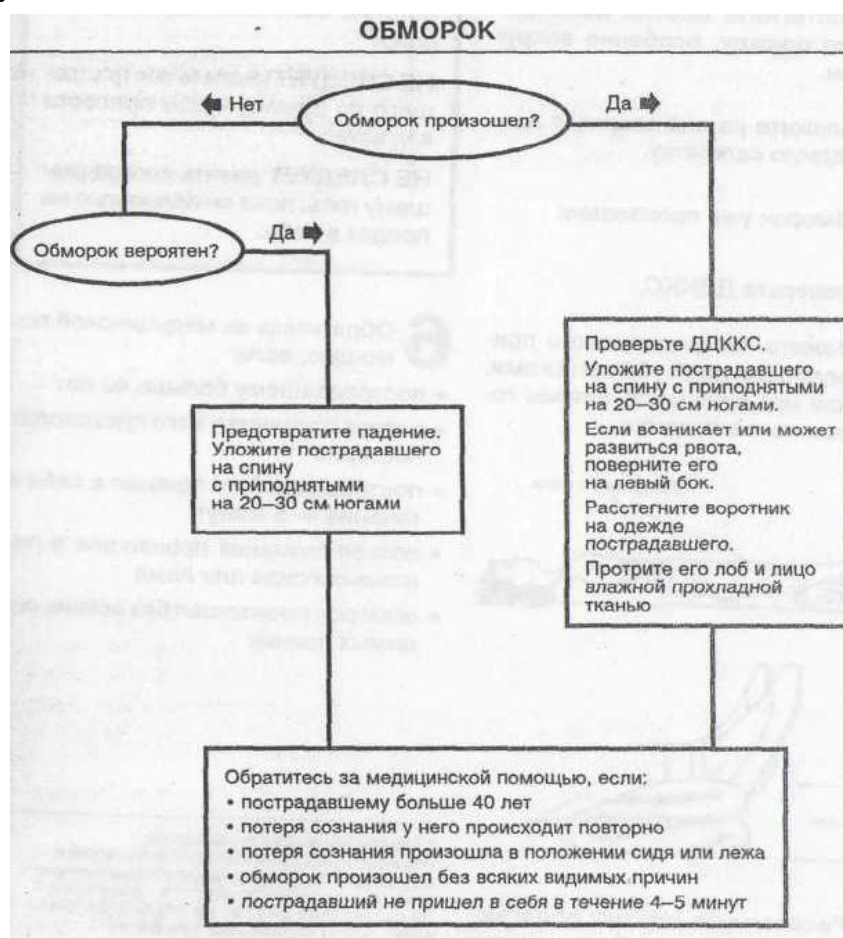 ОБМОРОК
Нет
Обморок произошел?
Да
Обморок вероятен?
Да
Предотвратите падение.
Уложите пострадавшего
на спину
с приподнятыми
на 20–30 см ногами
Проверьте ДДККС.
Уложите пострадавшего
на спину с приподнятыми
на 20–30 см ногами.
Если возникает или может
развиться рвота,
поверните его
на левый бок.
Расстегните воротник
на одежде
пострадавшего.
Протрите его лоб и лицо
влажной прохладной
тканью
Обратитесь за медицинской помощью, если:
• пострадавшему больше 40 лет
• потеря сознания у него происходит повторно
• потеря сознания произошла в положении сидя или лежа
• обморок произошел без всяких видимых причин
• пострадавший не пришел в себя в течение 4–5 минут